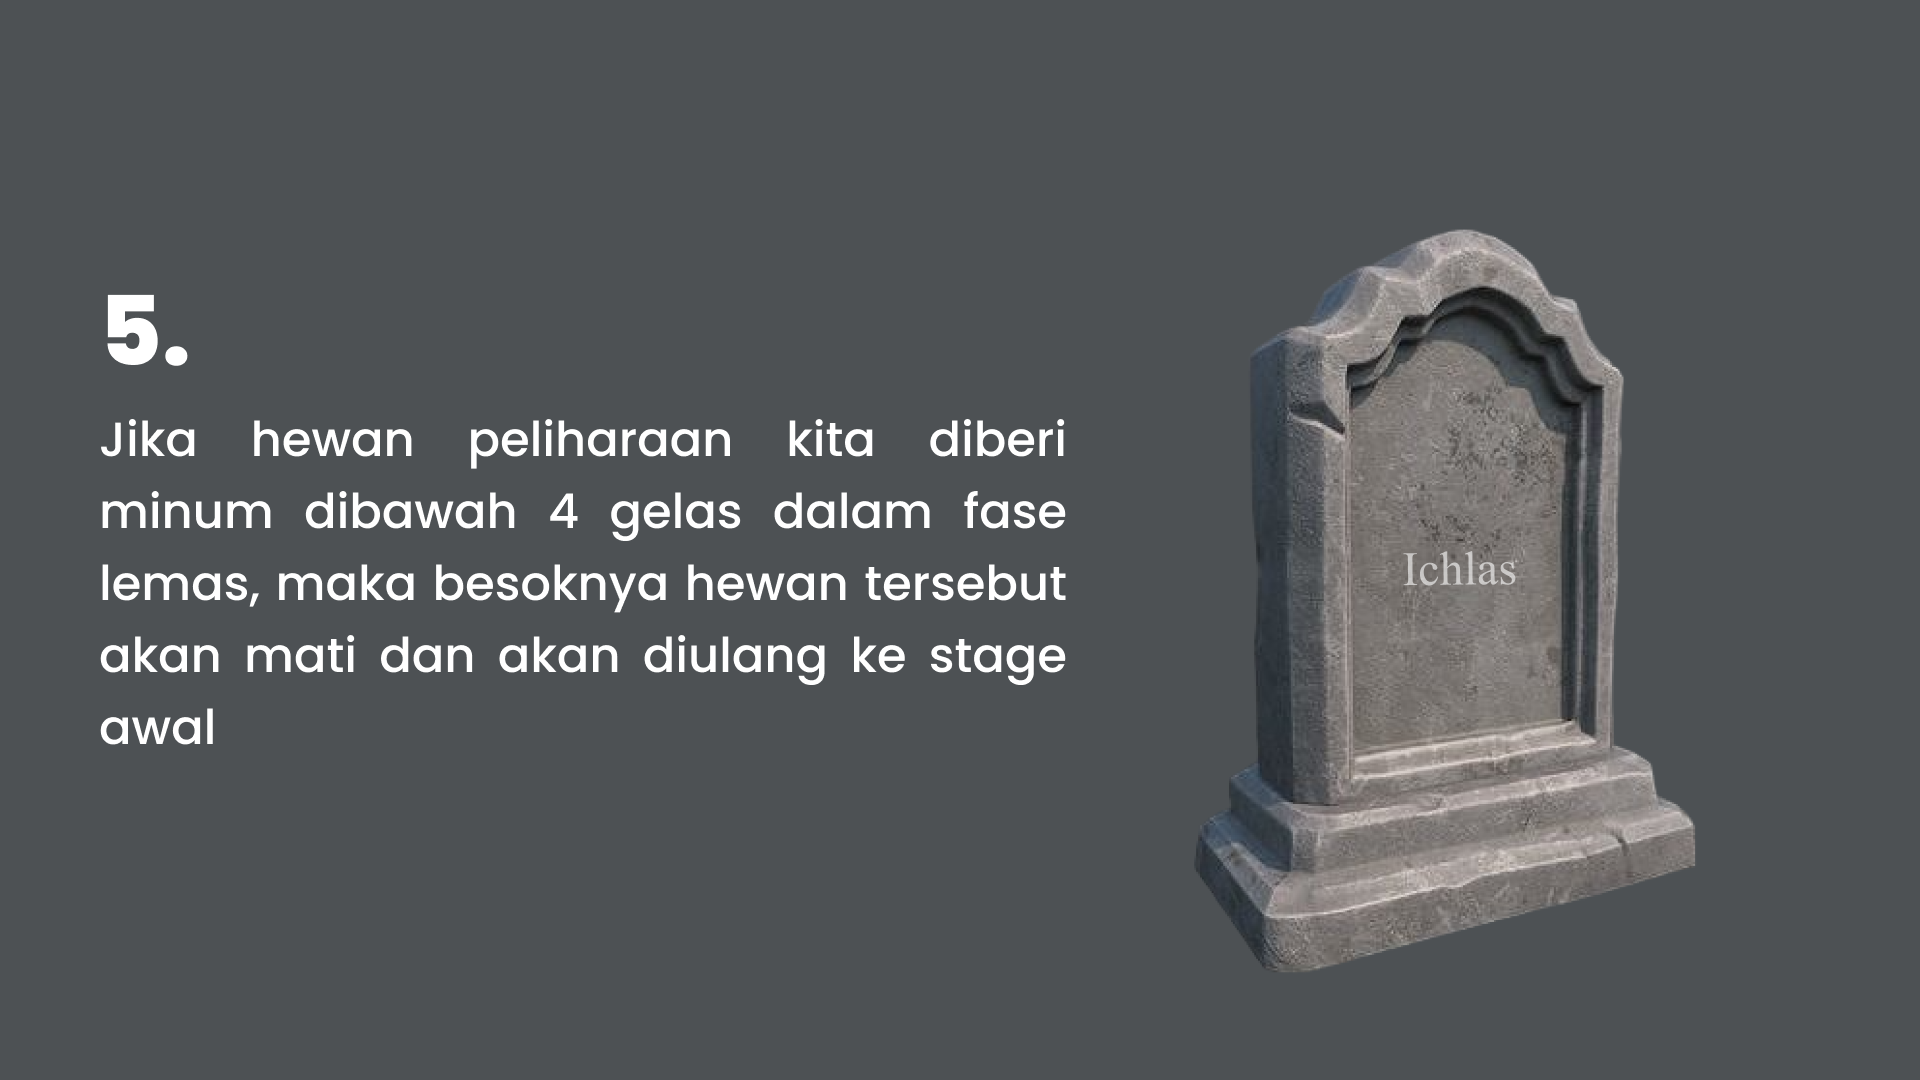 5.
Jika hewan peliharaan kita diberi
minum dibawah 4 gelas dalam fase
lemas, maka besoknya hewan tersebut
akan mati dan akan diulang ke stage
awal
Ichlas